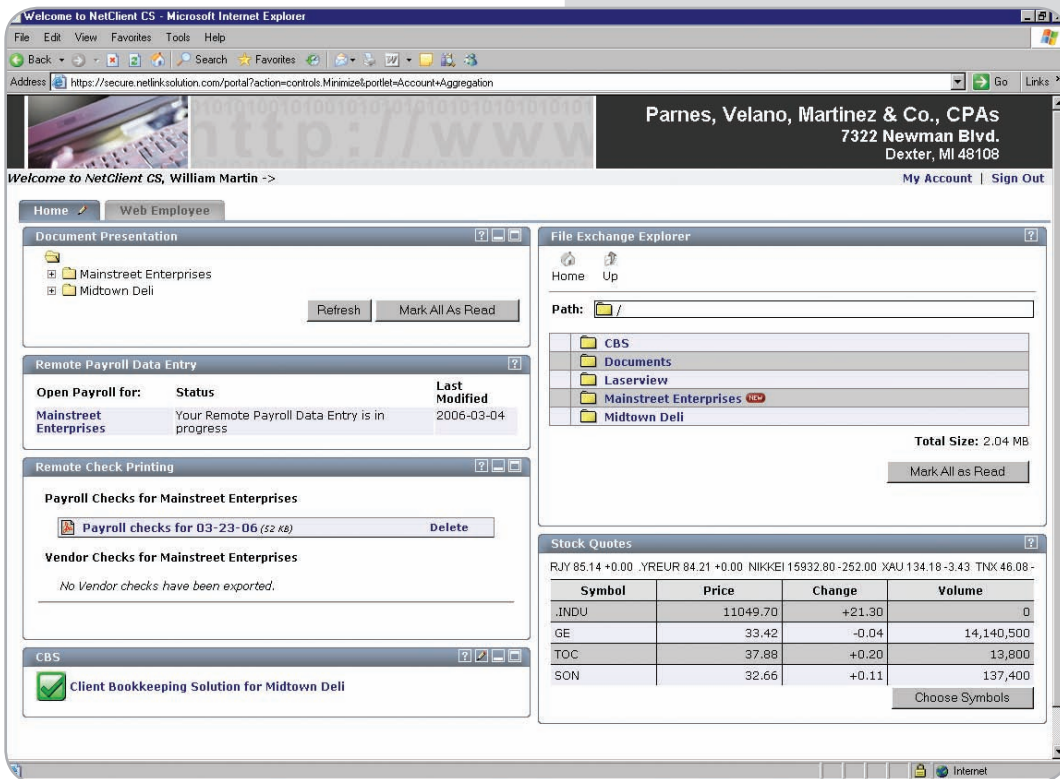 Welcome to NetClient CS - Microsoft Internet Explorer
File Edit View Favorites Tools Help
Back Search Favorites
Address https://secure.netlinksolution.com/portal?action=controls.Minimize&portlet=Account+Aggregation Go Links
http://www
Parnes, Velano, Martinez & Co., CPAs
7322 Newman Blvd.
Dexter, MI 48108
Welcome to NetClient CS, William Martin ->
My Account | Sign Out
Home Web Employee
Document Presentation
Mainstreet Enterprises
Midtown Deli
Refresh Mark All As Read
Remote Payroll Data Entry
Open Payroll for: Status Last Modified
Mainstreet Enterprises Your Remote Payroll Data Entry is in progress 2006-03-04
Remote Check Printing
Payroll Checks for Mainstreet Enterprises
Payroll checks for 03-23-06 (52 KB) Delete
Vendor Checks for Mainstreet Enterprises
No Vendor checks have been exported.
CBS
Client Bookkeeping Solution for Midtown Deli
File Exchange Explorer
Home Up
Path: /
CBS
Documents
Laserview
Mainstreet Enterprises NEW
Midtown Deli
Total Size: 2.04 MB
Mark All as Read
Stock Quotes
RJY 85.14 +0.00 .YREUR 84.21 +0.00 NIKKEI 15932.80 -252.00 XAU 134.18 -3.43 TNX 46.08 -
Symbol Price Change Volume
.INDU 11049.70 +21.30 0
GE 33.42 -0.04 14,140,500
TOC 37.88 +0.20 13,800
SON 32.66 +0.11 137,400
Choose Symbols
Internet